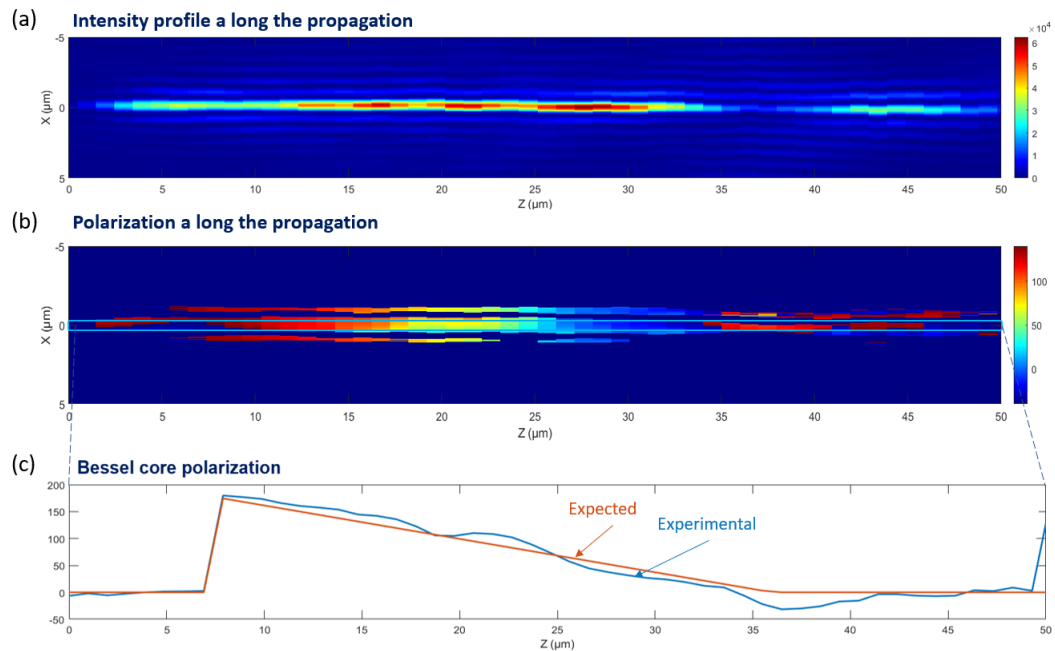 (a) Intensity profile a long the propagation
× 10⁴
-5
0
5
X (µm)
0 5 10 15 20 25 30 35 40 45 50
Z (µm)
6
5
4
3
2
1
0
(b) Polarization a long the propagation
-5
0
5
X (µm)
0 5 10 15 20 25 30 35 40 45 50
Z (µm)
100
50
0
(c) Bessel core polarization
200
150
100
50
0
-50
Expected
Experimental
0 5 10 15 20 25 30 35 40 45 50
Z (µm)